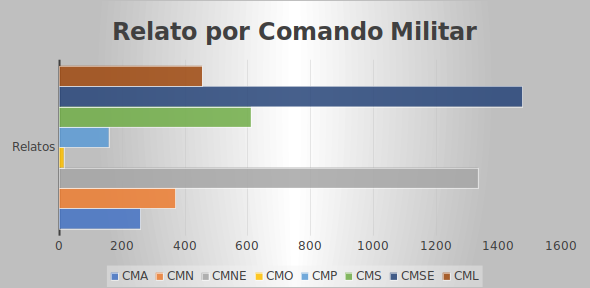 Relato por Comando Militar
Relatos
0 200 400 600 800 1000 1200 1400 1600
CMA CMN CMNE CMO CMP CMS CMSE CML